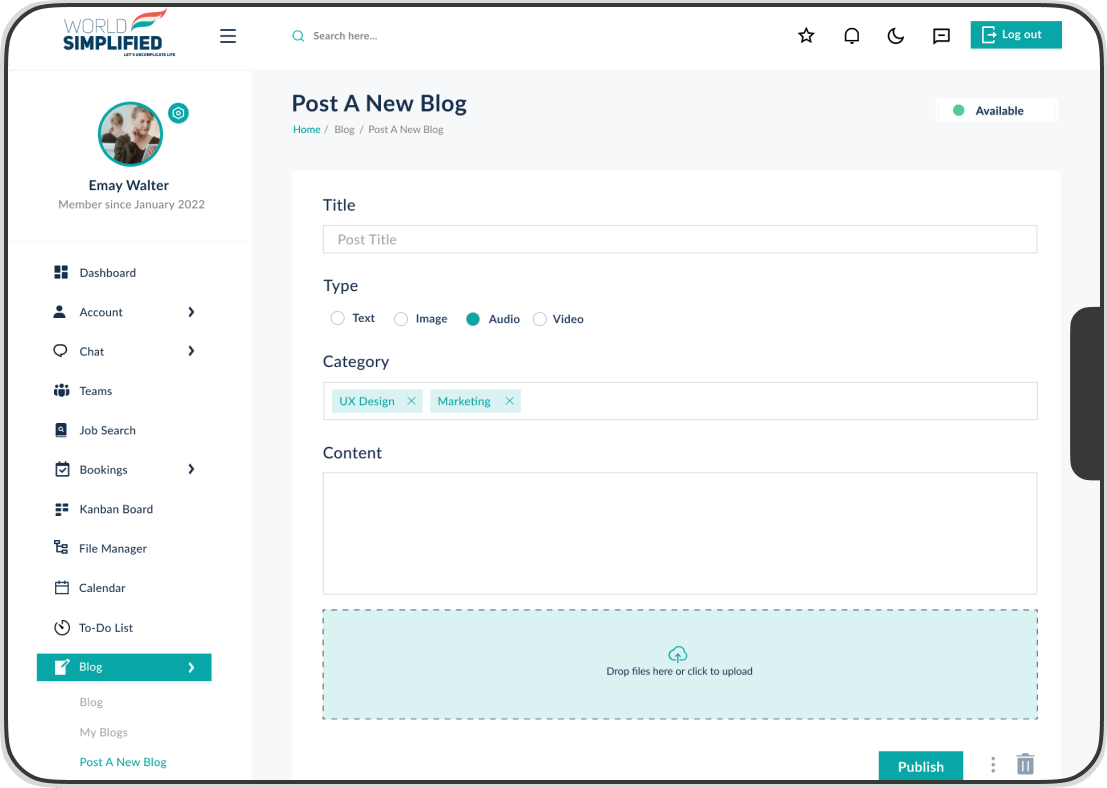 WORLD
SIMPLIFIED
LET'S UNCOMPLICATE LIFE
Search here...
Log out
Emay Walter
Member since January 2022
Dashboard
Account
Chat
Teams
Job Search
Bookings
Kanban Board
File Manager
Calendar
To-Do List
Blog
Blog
My Blogs
Post A New Blog
Post A New Blog
Home / Blog / Post A New Blog
Available
Title
Post Title
Type
Text Image Audio Video
Category
UX Design Marketing
Content
Drop files here or click to upload
Publish